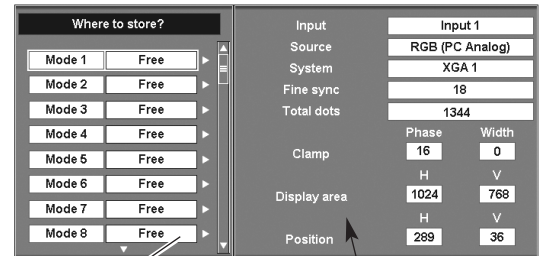 Where to store?
Mode 1 Free
Mode 2 Free
Mode 3 Free
Mode 4 Free
Mode 5 Free
Mode 6 Free
Mode 7 Free
Mode 8 Free
Input Input 1
Source RGB (PC Analog)
System XGA 1
Fine sync 18
Total dots 1344
Phase Width
Clamp 16 0
H V
Display area 1024 768
H V
Position 289 36